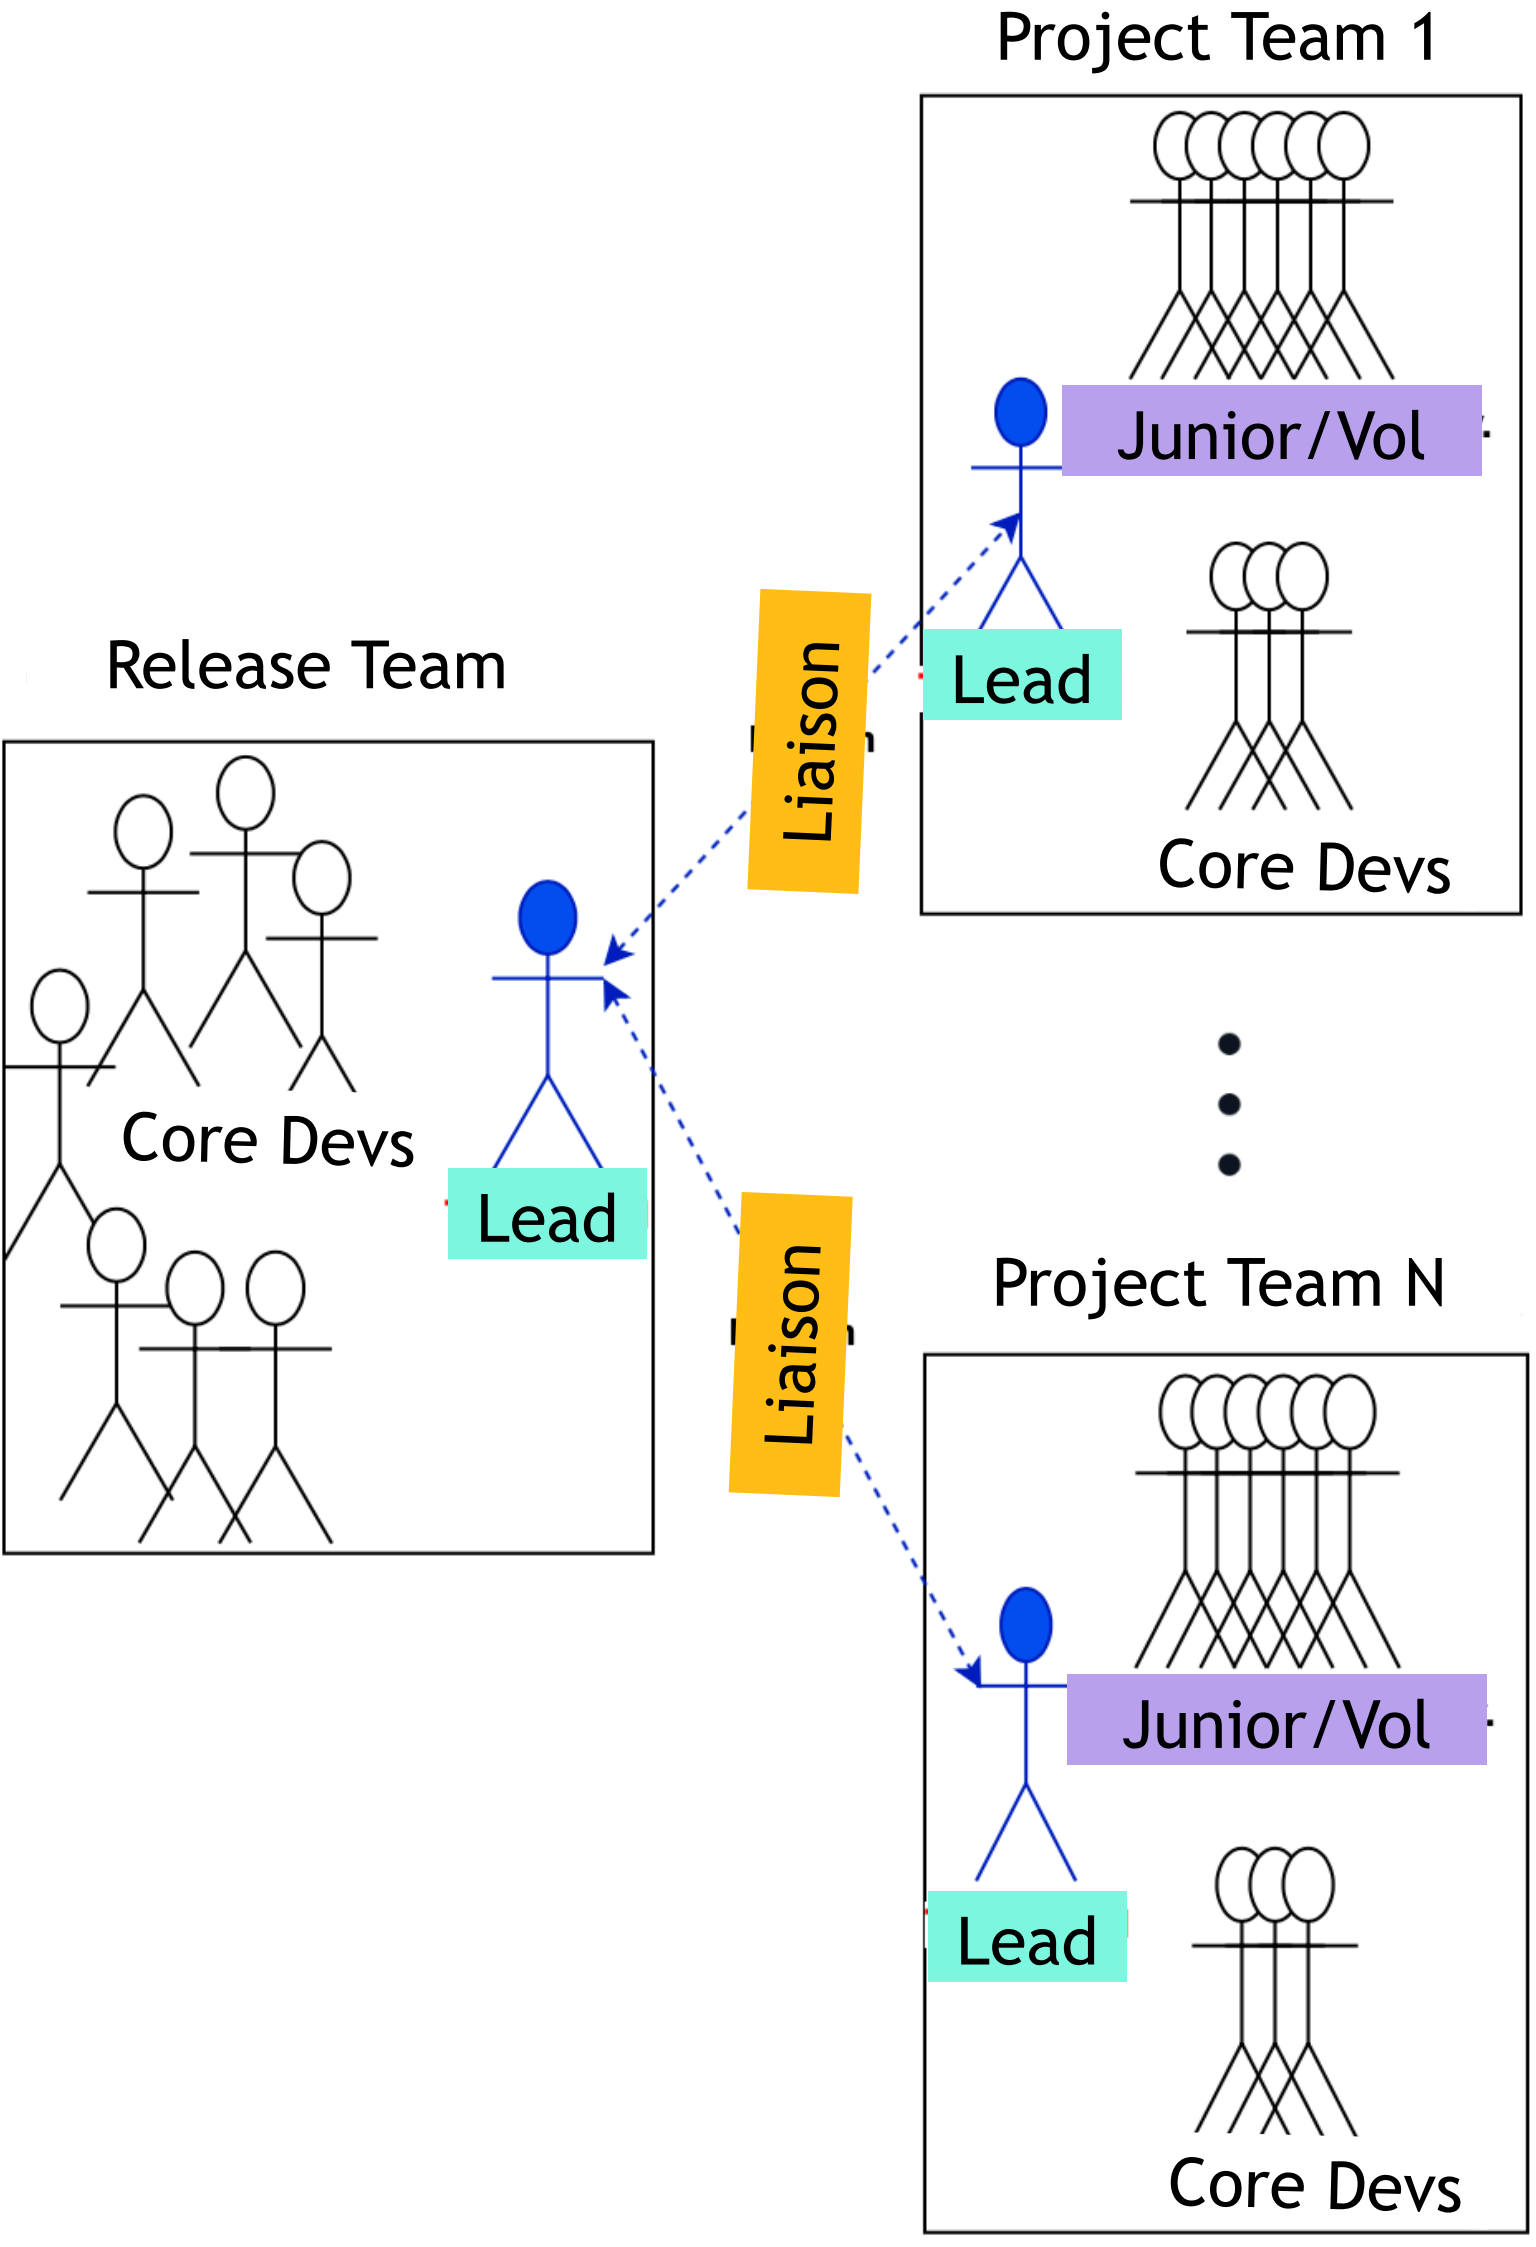 Project Team 1
Junior/Vol
Lead
Core Devs
Liaison
Release Team
Core Devs
Lead
Liaison
Project Team N
Junior/Vol
Lead
Core Devs